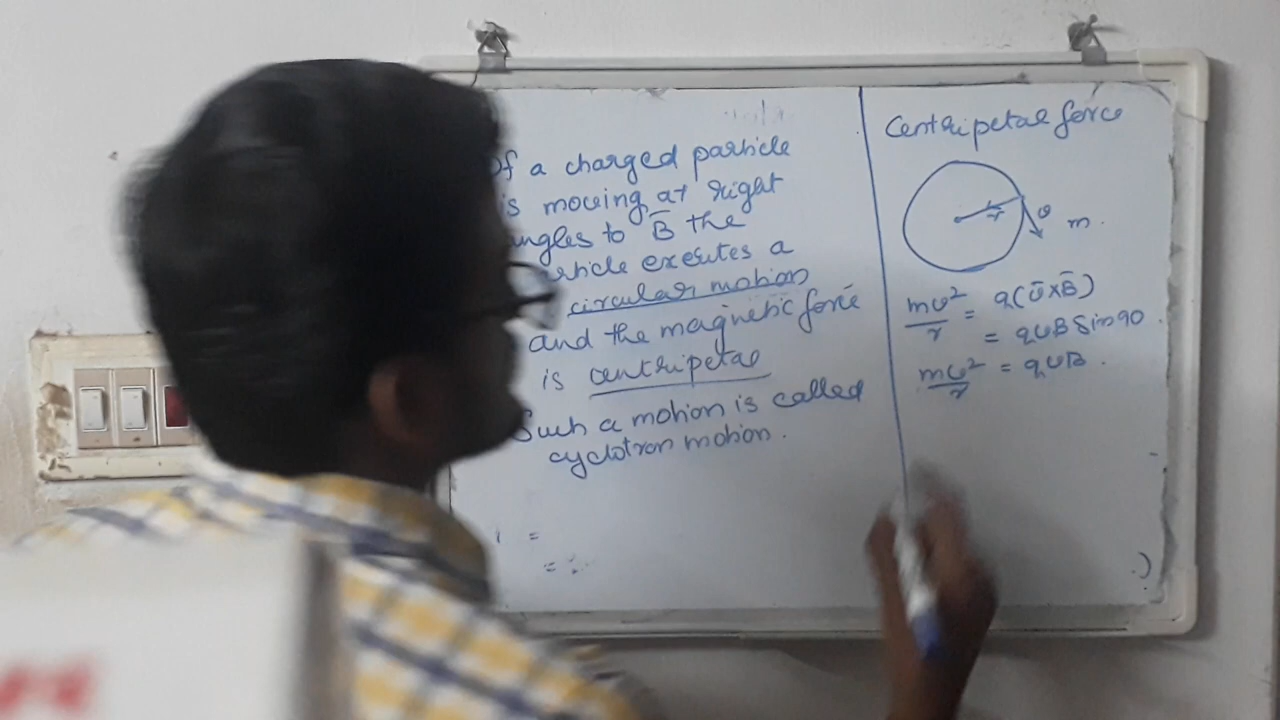 If a charged particle
is moving at right
angles to B̄ the
particle executes a
circular motion
and the magnetic force
is centripetal
Such a motion is called
cyclotron motion.
Centripetal force
r v m.
mv²/r = q(v̄×B̄)
= qvB Sin90
mv²/r = qvB.